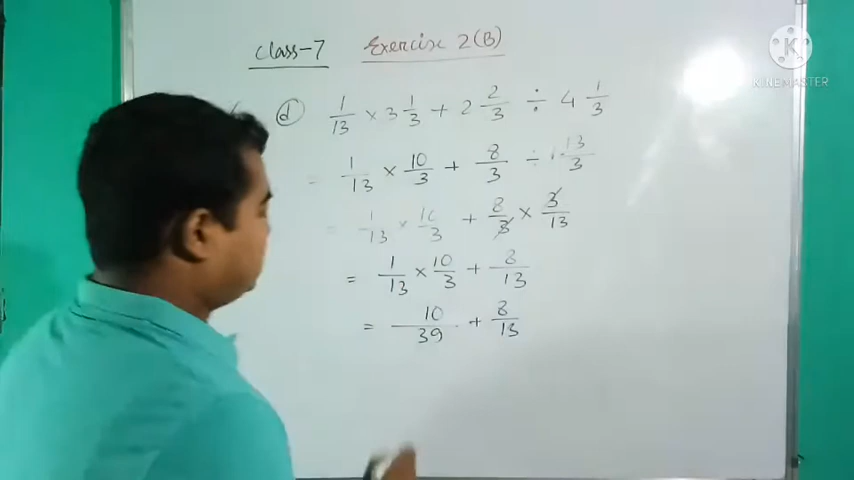 Class-7 Exercise 2(B)
KINEMASTER
(d) 1/13 × 3 1/3 + 2 2/3 ÷ 4 1/3
= 1/13 × 10/3 + 8/3 ÷ 13/3
= 1/13 × 10/3 + 8/3 × 3/13
= 1/13 × 10/3 + 8/13
= 10/39 + 8/13